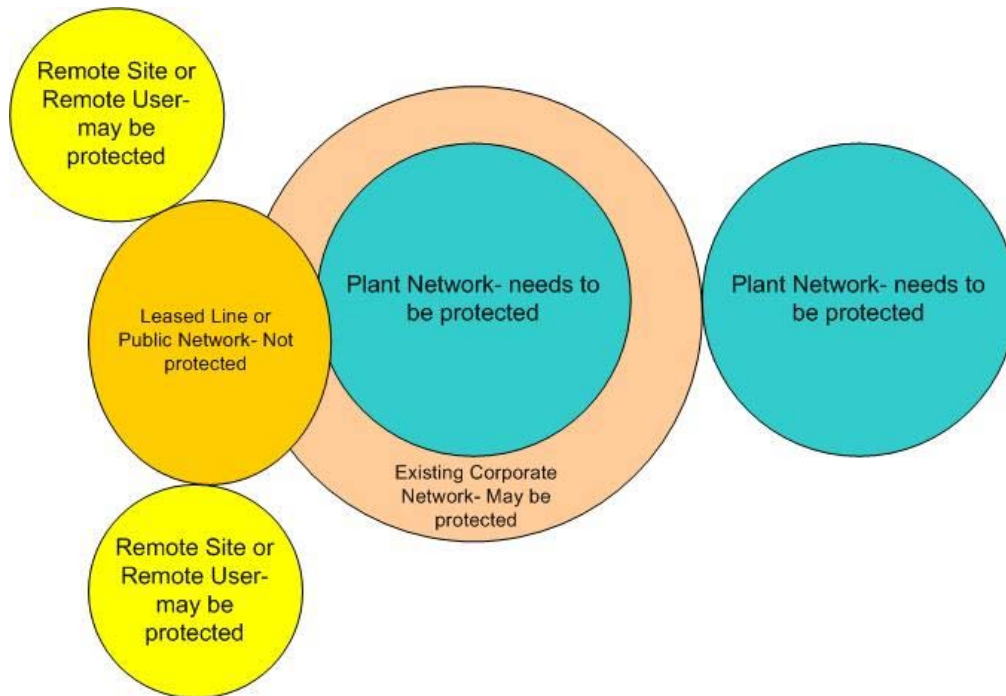 Remote Site or
Remote User-
may be
protected
Leased Line or
Public Network- Not
protected
Plant Network- needs to
be protected
Plant Network- needs to
be protected
Existing Corporate
Network- May be
protected
Remote Site or
Remote User-
may be
protected